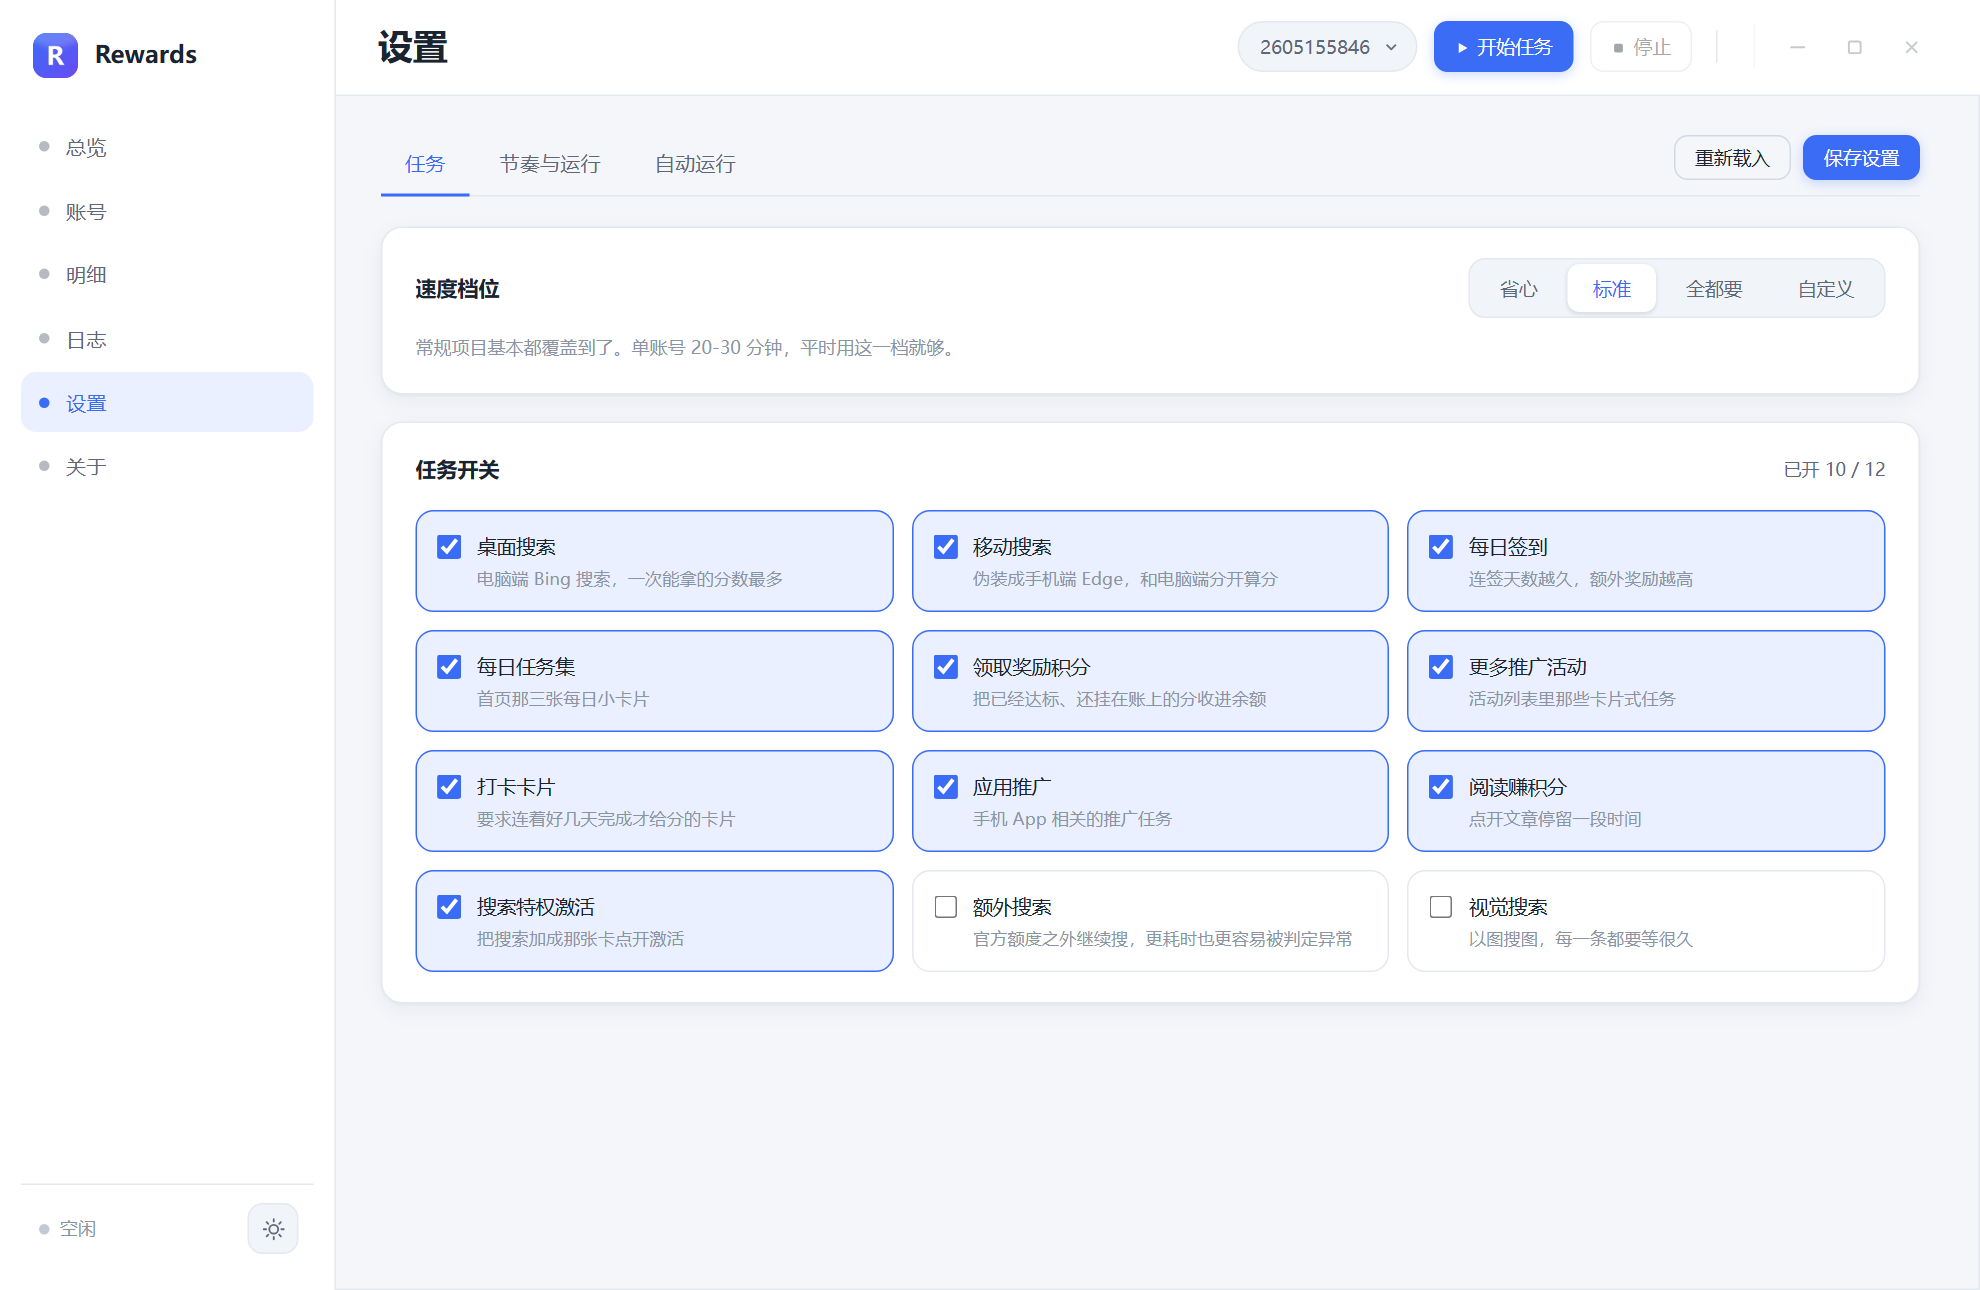 R
Rewards
总览
账号
明细
日志
设置
关于
空闲
设置
2605155846
开始任务
停止
任务
节奏与运行
自动运行
重新载入
保存设置
速度档位
省心
标准
全都要
自定义
常规项目基本都覆盖到了。单账号 20-30 分钟，平时用这一档就够。
任务开关
已开 10 / 12
桌面搜索
电脑端 Bing 搜索，一次能拿的分数最多
移动搜索
伪装成手机端 Edge，和电脑端分开算分
每日签到
连签天数越久，额外奖励越高
每日任务集
首页那三张每日小卡片
领取奖励积分
把已经达标、还挂在账上的分收进余额
更多推广活动
活动列表里那些卡片式任务
打卡卡片
要求连着好几天完成才给分的卡片
应用推广
手机 App 相关的推广任务
阅读赚积分
点开文章停留一段时间
搜索特权激活
把搜索加成那张卡点开激活
额外搜索
官方额度之外继续搜，更耗时也更容易被判定异常
视觉搜索
以图搜图，每一条都要等很久